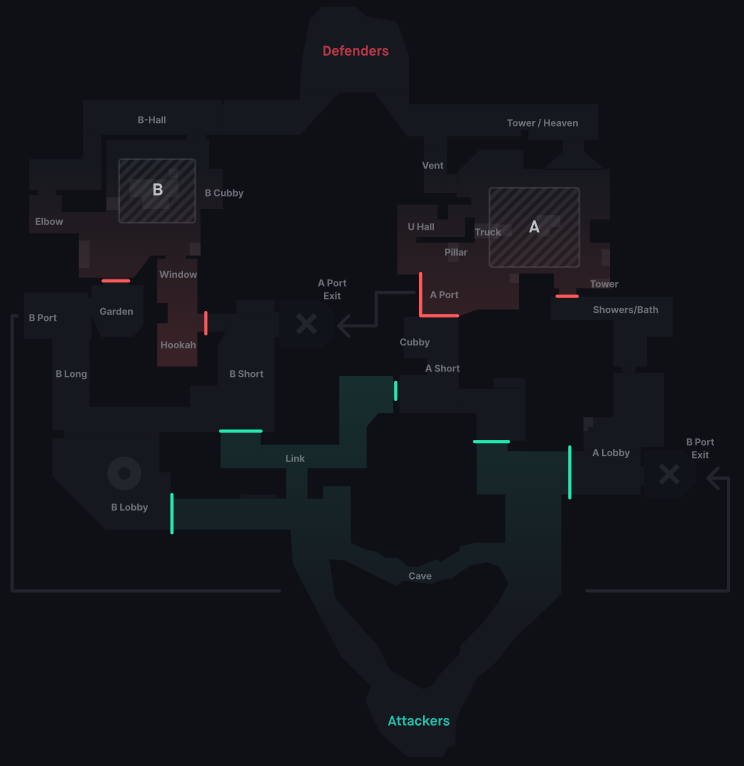 Defenders
B-Hall
Tower / Heaven
Vent
B
B Cubby
Elbow
U Hall
Truck
A
Pillar
Window
A Port
Exit
A Port
Tower
Garden
B Port
Showers/Bath
Hookah
Cubby
B Long
B Short
A Short
Link
A Lobby
B Port
Exit
B Lobby
Cave
Attackers